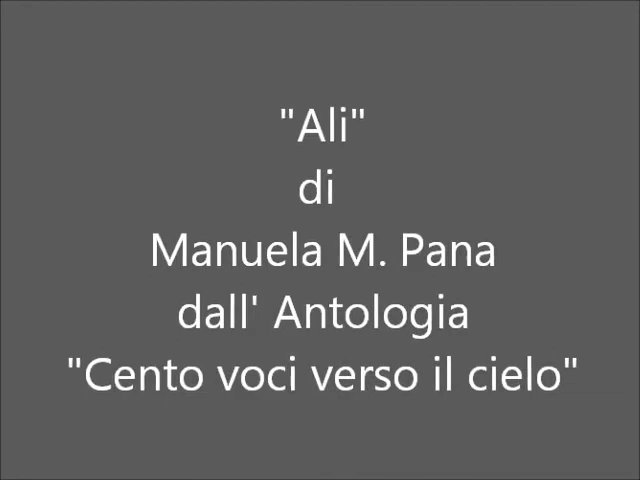 "Ali"
di
Manuela M. Pana
dall' Antologia
"Cento voci verso il cielo"